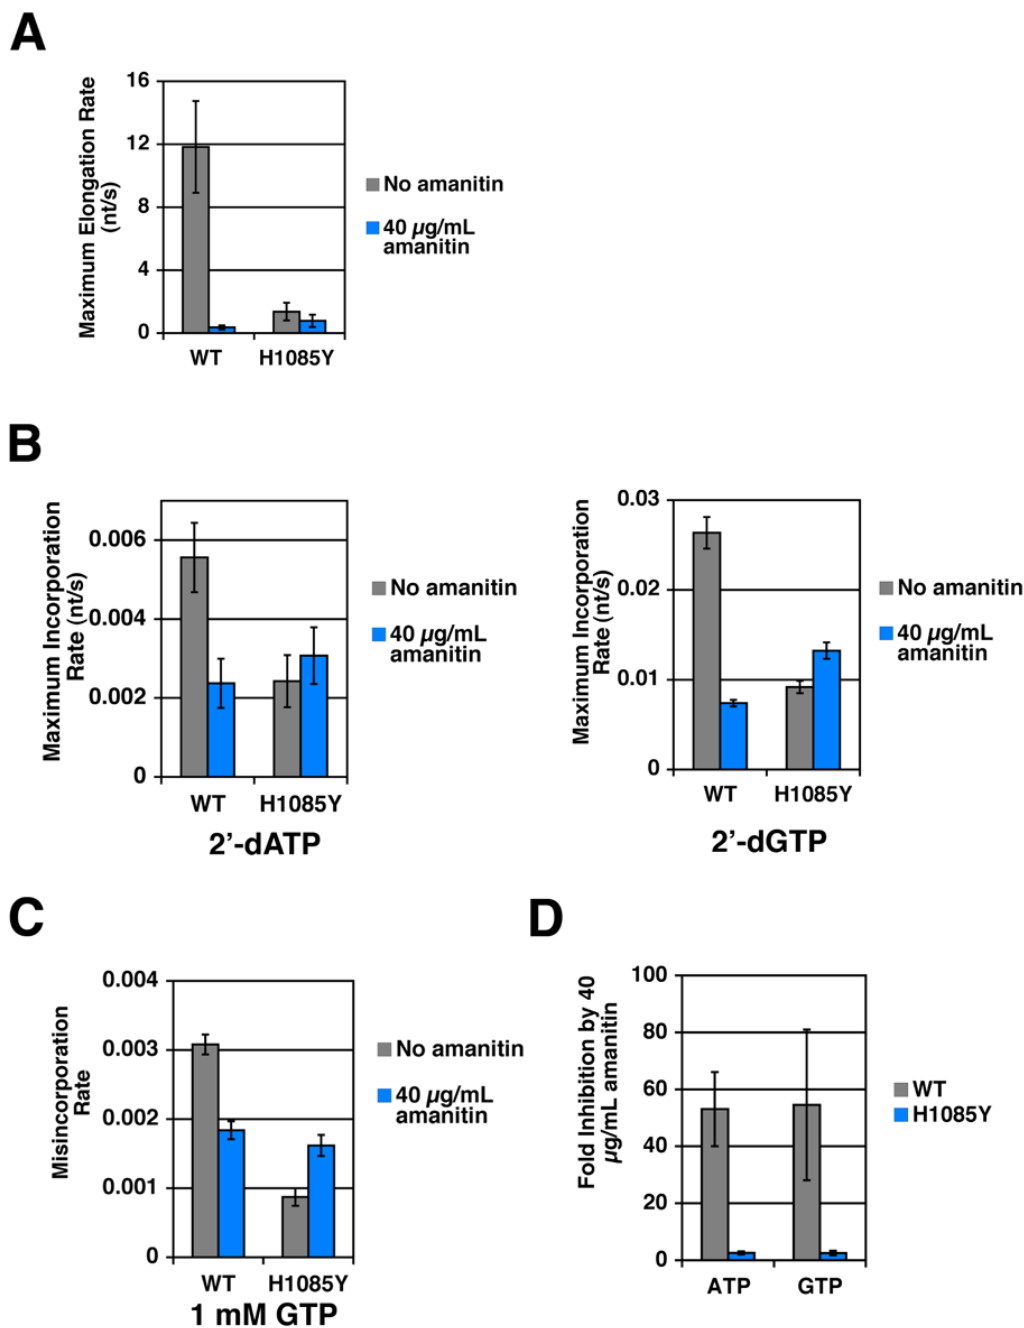 A
Maximum Elongation Rate
(nt/s)
16
12
8
4
0
WT
H1085Y
No amanitin
40 µg/mL
amanitin
B
Maximum Incorporation
Rate (nt/s)
0.006
0.004
0.002
0
WT
H1085Y
2’-dATP
No amanitin
40 µg/mL
amanitin
Maximum Incorporation
Rate (nt/s)
0.03
0.02
0.01
0
WT
H1085Y
2’-dGTP
No amanitin
40 µg/mL
amanitin
C
Misincorporation
Rate
0.004
0.003
0.002
0.001
0
WT
H1085Y
1 mM GTP
No amanitin
40 µg/mL
amanitin
D
Fold Inhibition by 40
µg/mL amanitin
100
80
60
40
20
0
ATP
GTP
WT
H1085Y